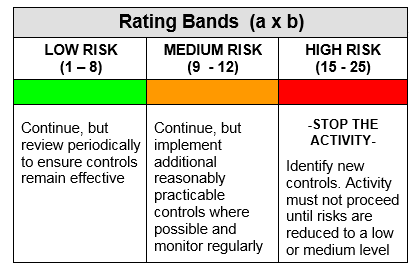 Rating Bands (a x b)
LOW RISK
(1 – 8)
MEDIUM RISK
(9 - 12)
HIGH RISK
(15 - 25)
Continue, but
review periodically
to ensure controls
remain effective
Continue, but
implement
additional
reasonably
practicable
controls where
possible and
monitor regularly
-STOP THE
ACTIVITY-
Identify new
controls. Activity
must not proceed
until risks are
reduced to a low
or medium level